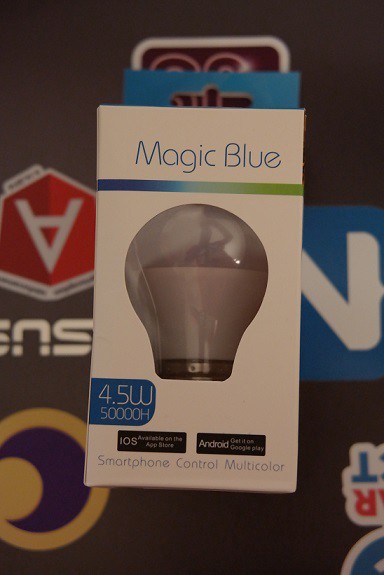 Magic Blue
4.5W
50000H
IOS Available on the App Store
Android Get it on Google play
Smartphone Control Multicolor
A
SUS
N